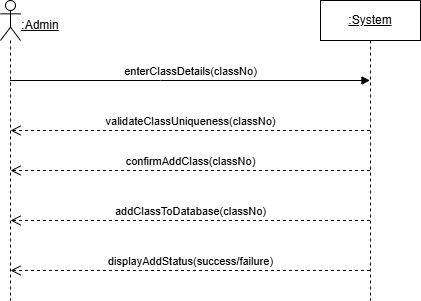 :Admin
:System
enterClassDetails(classNo)
validateClassUniqueness(classNo)
confirmAddClass(classNo)
addClassToDatabase(classNo)
displayAddStatus(success/failure)